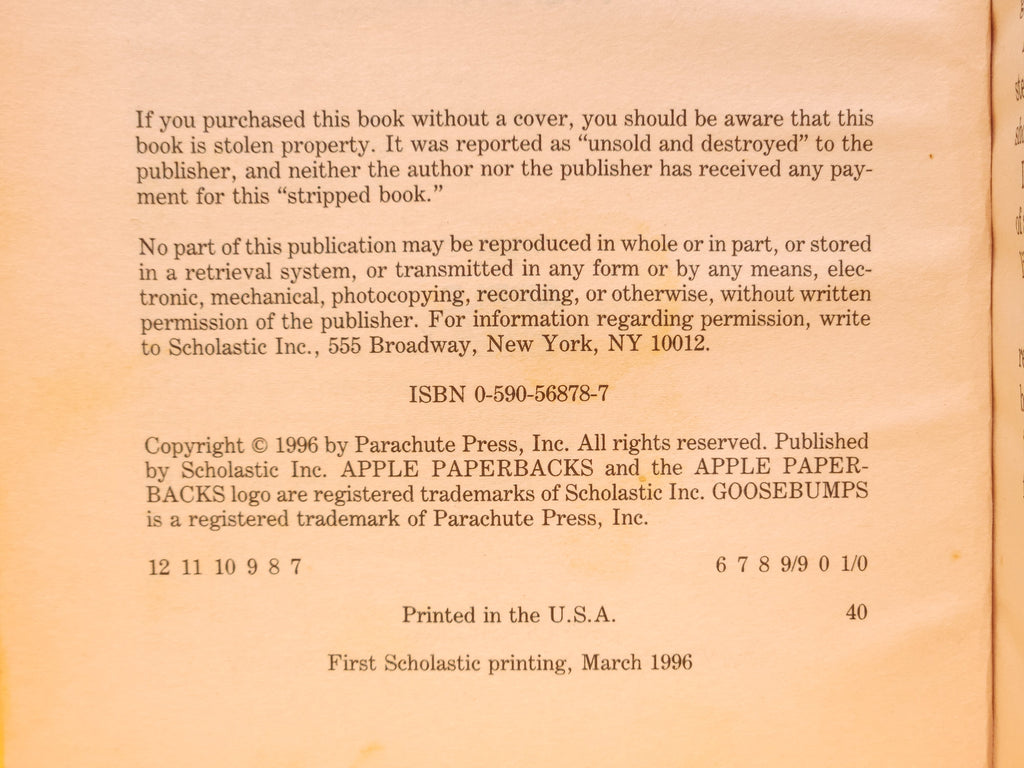 If you purchased this book without a cover, you should be aware that this
book is stolen property. It was reported as “unsold and destroyed” to the
publisher, and neither the author nor the publisher has received any pay-
ment for this “stripped book.”
No part of this publication may be reproduced in whole or in part, or stored
in a retrieval system, or transmitted in any form or by any means, elec-
tronic, mechanical, photocopying, recording, or otherwise, without written
permission of the publisher. For information regarding permission, write
to Scholastic Inc., 555 Broadway, New York, NY 10012.
ISBN 0-590-56878-7
Copyright © 1996 by Parachute Press, Inc. All rights reserved. Published
by Scholastic Inc. APPLE PAPERBACKS and the APPLE PAPER-
BACKS logo are registered trademarks of Scholastic Inc. GOOSEBUMPS
is a registered trademark of Parachute Press, Inc.
12 11 10 9 8 7 6 7 8 9/9 0 1/0
Printed in the U.S.A. 40
First Scholastic printing, March 1996